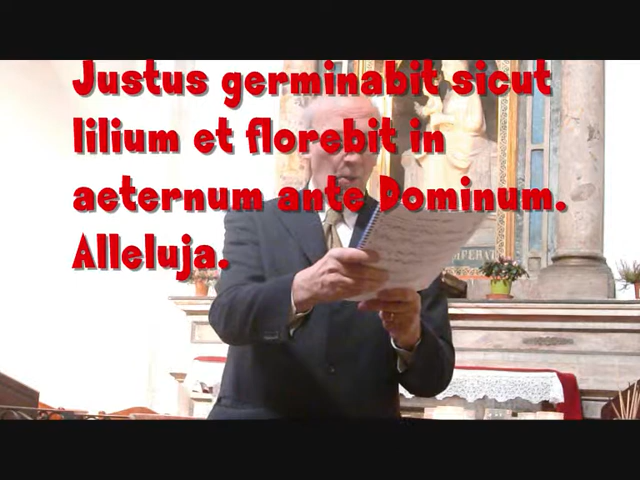 Justus germinabit sicut
lilium et florebit in
aeternum ante Dominum.
Alleluja.